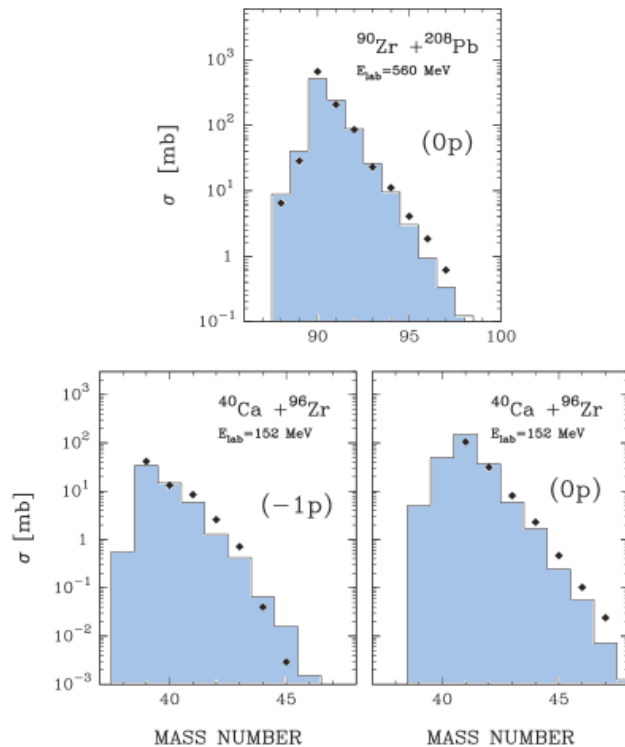 ⁹⁰Zr +²⁰⁸Pb
E_lab=560 MeV
(0p)
σ [mb]
10³
10²
10¹
1
10⁻¹
90 95 100
⁴⁰Ca +⁹⁶Zr
E_lab=152 MeV
(-1p)
σ [mb]
10³
10²
10¹
1
10⁻¹
10⁻²
10⁻³
40 45
MASS NUMBER
⁴⁰Ca +⁹⁶Zr
E_lab=152 MeV
(0p)
40 45
MASS NUMBER